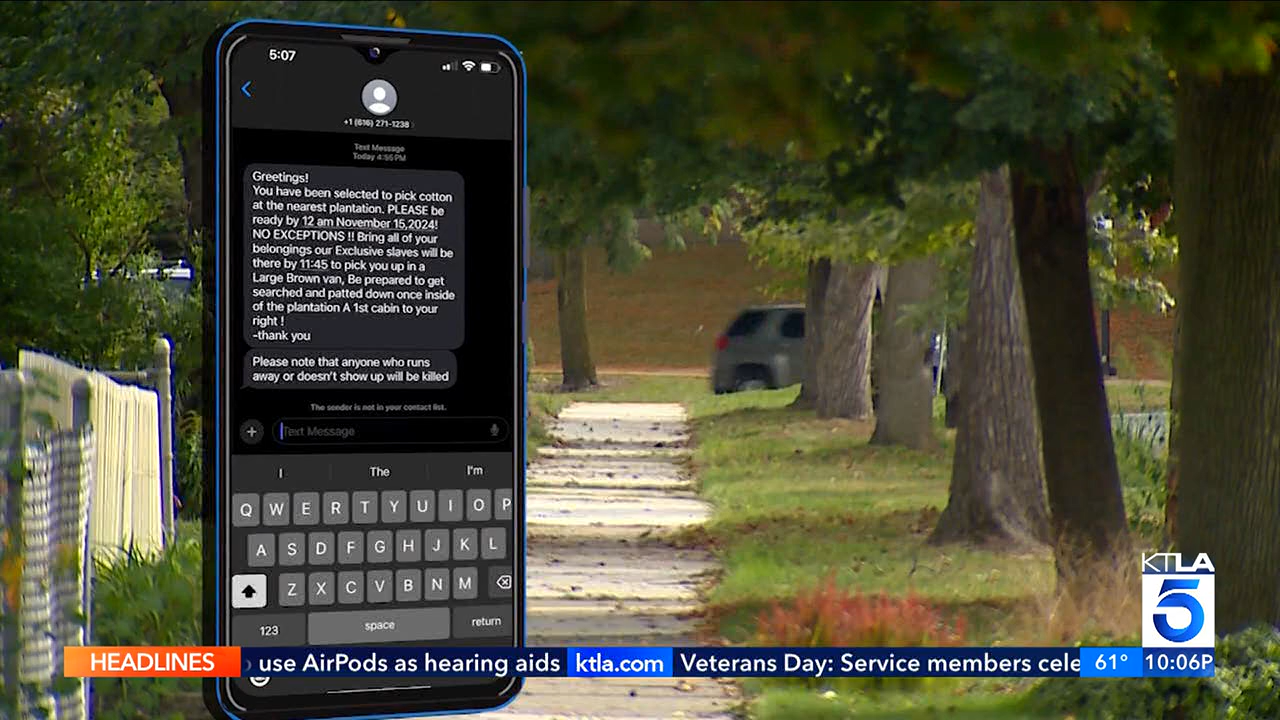 5:07
+1 (616) 271-1238
Text Message
Today 4:55 PM
Greetings!
You have been selected to pick cotton
at the nearest plantation. PLEASE be
ready by 12 am November 15,2024!
NO EXCEPTIONS !! Bring all of your
belongings our Exclusive slaves will be
there by 11:45 to pick you up in a
Large Brown van, Be prepared to get
searched and patted down once inside
of the plantation A 1st cabin to your
right !
-thank you
Please note that anyone who runs
away or doesn't show up will be killed
The sender is not in your contact list.
Text Message
I The I'm
Q W E R T Y U I O P
A S D F G H J K L
Z X C V B N M
123 space return
KTLA
5
HEADLINES use AirPods as hearing aids ktla.com Veterans Day: Service members cele 61° 10:06P